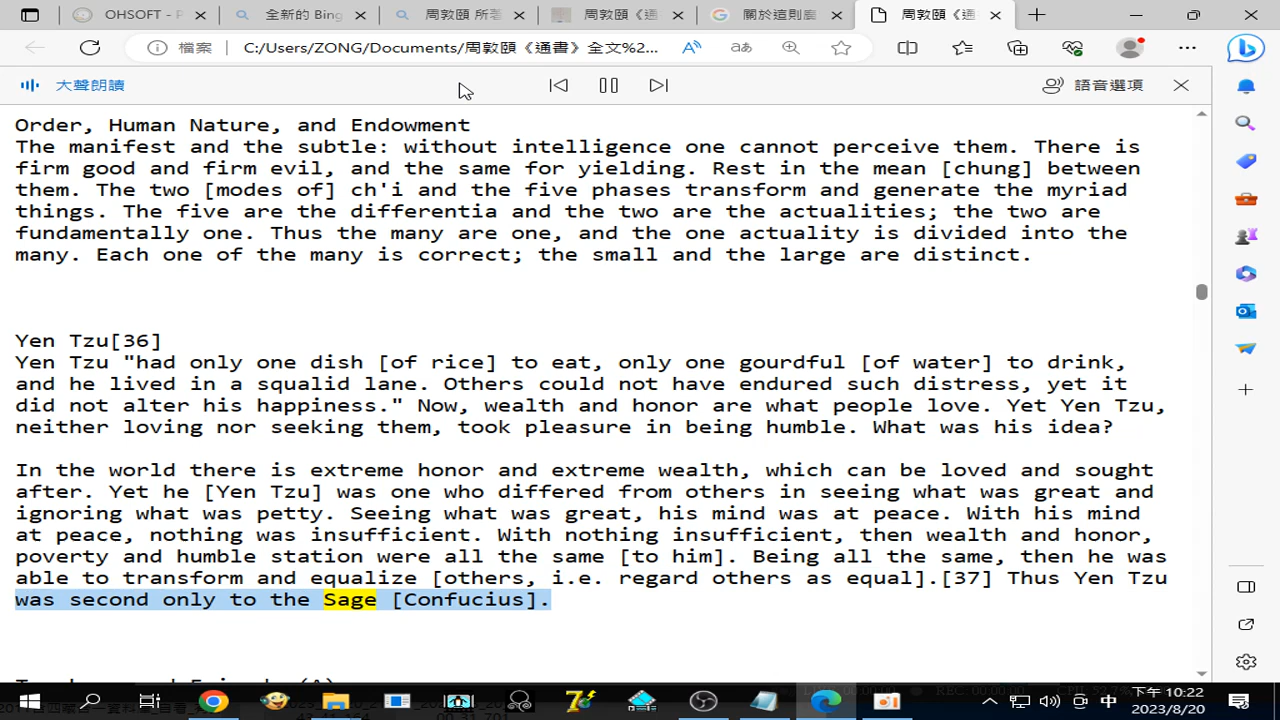 OHSOFT - F
全新的 Bing
周敦頤 所著
周敦頤《通
關於這則廳
周敦頤《通
檔案
C:/Users/ZONG/Documents/周敦頤《通書》全文%2...
大聲朗讀
語音選項
Order, Human Nature, and Endowment
The manifest and the subtle: without intelligence one cannot perceive them. There is
firm good and firm evil, and the same for yielding. Rest in the mean [chung] between
them. The two [modes of] ch'i and the five phases transform and generate the myriad
things. The five are the differentia and the two are the actualities; the two are
fundamentally one. Thus the many are one, and the one actuality is divided into the
many. Each one of the many is correct; the small and the large are distinct.
Yen Tzu[36]
Yen Tzu "had only one dish [of rice] to eat, only one gourdful [of water] to drink,
and he lived in a squalid lane. Others could not have endured such distress, yet it
did not alter his happiness." Now, wealth and honor are what people love. Yet Yen Tzu,
neither loving nor seeking them, took pleasure in being humble. What was his idea?
In the world there is extreme honor and extreme wealth, which can be loved and sought
after. Yet he [Yen Tzu] was one who differed from others in seeing what was great and
ignoring what was petty. Seeing what was great, his mind was at peace. With his mind
at peace, nothing was insufficient. With nothing insufficient, then wealth and honor,
poverty and humble station were all the same [to him]. Being all the same, then he was
able to transform and equalize [others, i.e. regard others as equal].[37] Thus Yen Tzu
was second only to the Sage [Confucius].
中
下午 10:22
2023/8/20